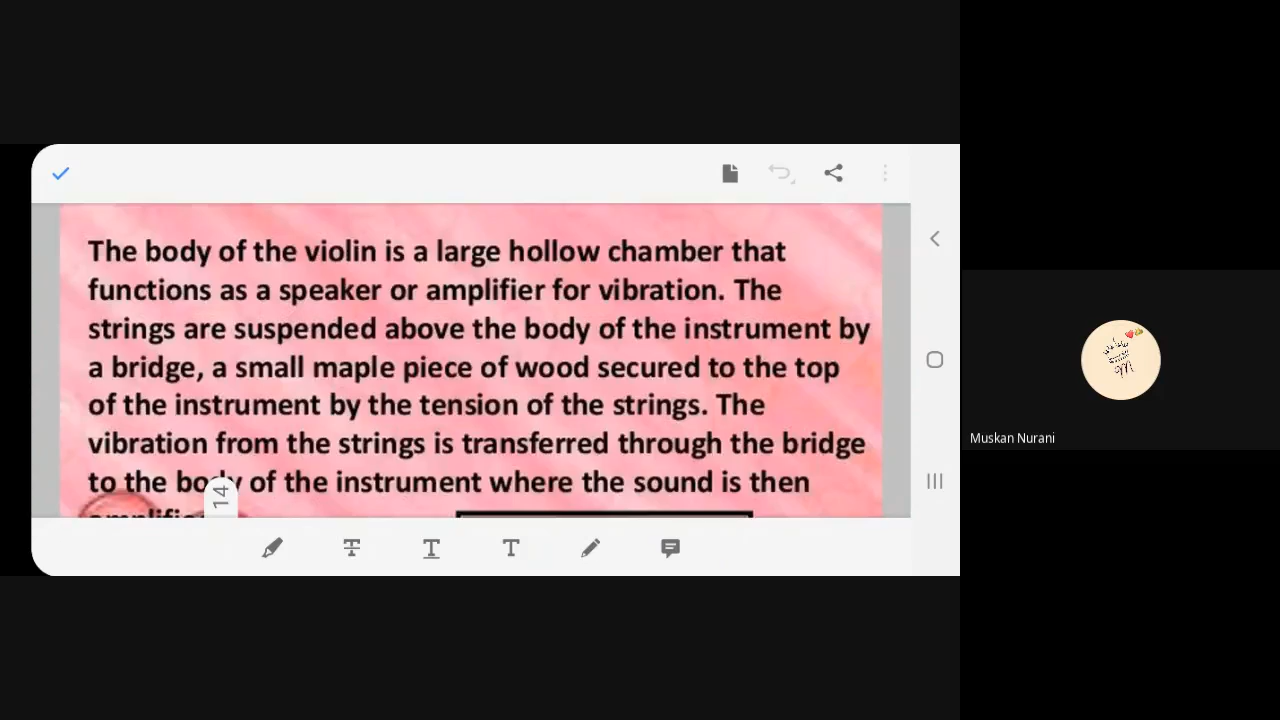 The body of the violin is a large hollow chamber that
functions as a speaker or amplifier for vibration. The
strings are suspended above the body of the instrument by
a bridge, a small maple piece of wood secured to the top
of the instrument by the tension of the strings. The
vibration from the strings is transferred through the bridge
to the body of the instrument where the sound is then
14
Muskan Nurani